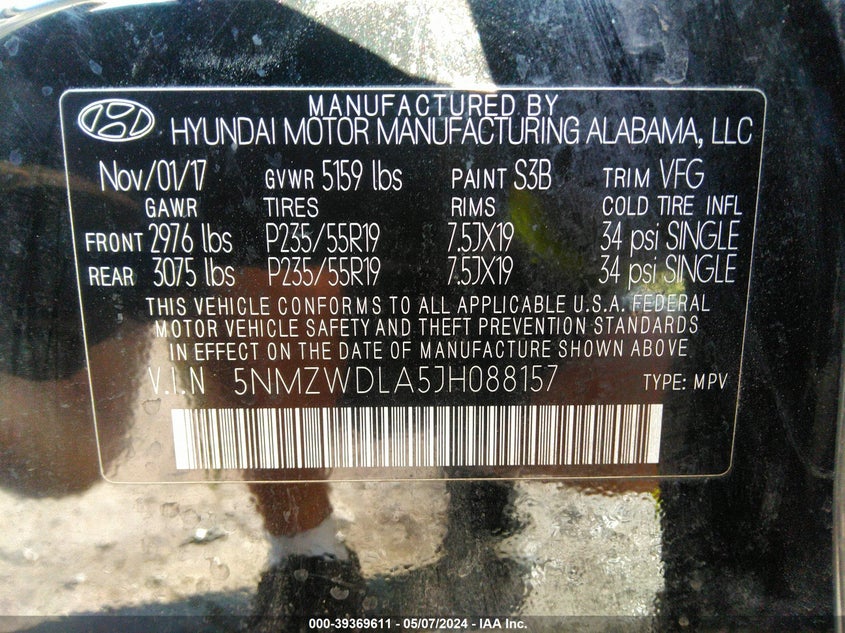 MANUFACTURED BY
HYUNDAI MOTOR MANUFACTURING ALABAMA, LLC
Nov/01/17 GVWR 5159 lbs PAINT S3B TRIM VFG
GAWR TIRES RIMS COLD TIRE INFL
FRONT 2976 lbs P235/55R19 7.5JX19 34 psi SINGLE
REAR 3075 lbs P235/55R19 7.5JX19 34 psi SINGLE
THIS VEHICLE CONFORMS TO ALL APPLICABLE U.S.A. FEDERAL
MOTOR VEHICLE SAFETY AND THEFT PREVENTION STANDARDS
IN EFFECT ON THE DATE OF MANUFACTURE SHOWN ABOVE
V.I.N 5NMZWDLA5JH088157 TYPE: MPV
000-39369611 - 05/07/2024 - IAA Inc.